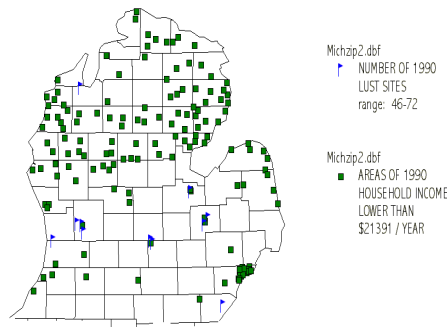 Michzip2.dbf
NUMBER OF 1990
LUST SITES
range: 46-72
Michzip2.dbf
AREAS OF 1990
HOUSEHOLD INCOME
LOWER THAN
$21391 / YEAR